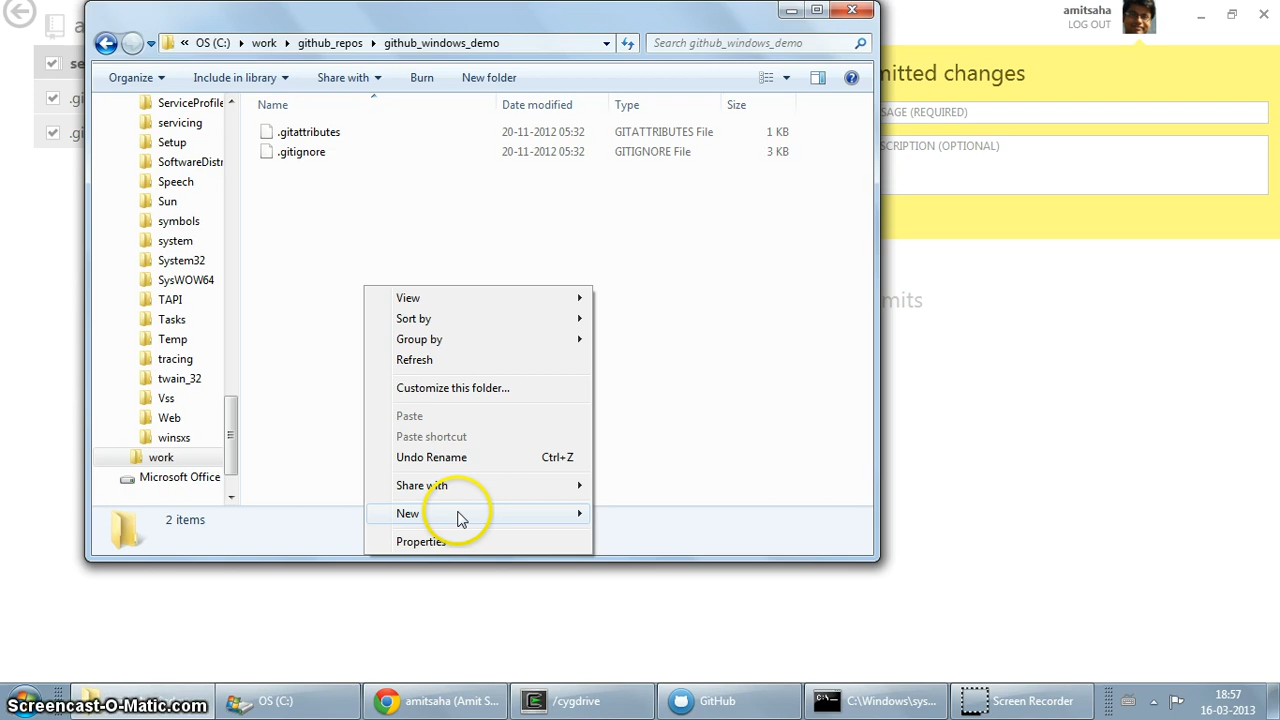 amitsaha
LOG OUT
« OS (C:) work github_repos github_windows_demo
Search github_windows_demo
Organize Include in library Share with Burn New folder
mitted changes
SAGE (REQUIRED)
SCRIPTION (OPTIONAL)
mits
se
.gi
.gi
ServiceProfile
servicing
Setup
SoftwareDistr
Speech
Sun
symbols
system
System32
SysWOW64
TAPI
Tasks
Temp
tracing
twain_32
Vss
Web
winsxs
work
Microsoft Office
Name Date modified Type Size
.gitattributes 20-11-2012 05:32 GITATTRIBUTES File 1 KB
.gitignore 20-11-2012 05:32 GITIGNORE File 3 KB
View
Sort by
Group by
Refresh
Customize this folder...
Paste
Paste shortcut
Undo Rename Ctrl+Z
Share with
New
Properties
2 items
OS (C:)
amitsaha (Amit S...
/cygdrive
GitHub
C:\Windows\sys...
Screen Recorder
18:57
16-03-2013
Screencast-O-Matic.com